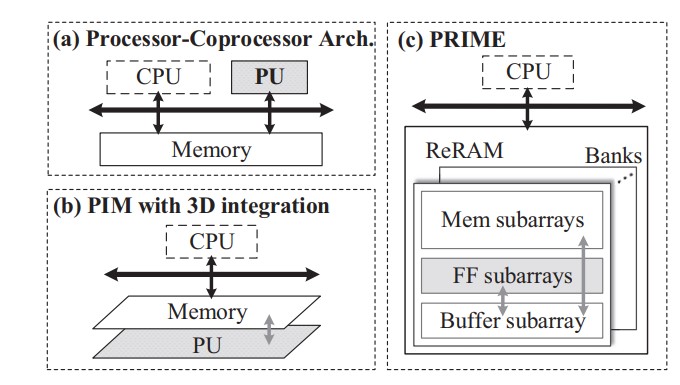 (a) Processor-Coprocessor Arch.
CPU
PU
Memory
(b) PIM with 3D integration
CPU
Memory
PU
(c) PRIME
CPU
ReRAM
Banks
Mem subarrays
FF subarrays
Buffer subarray